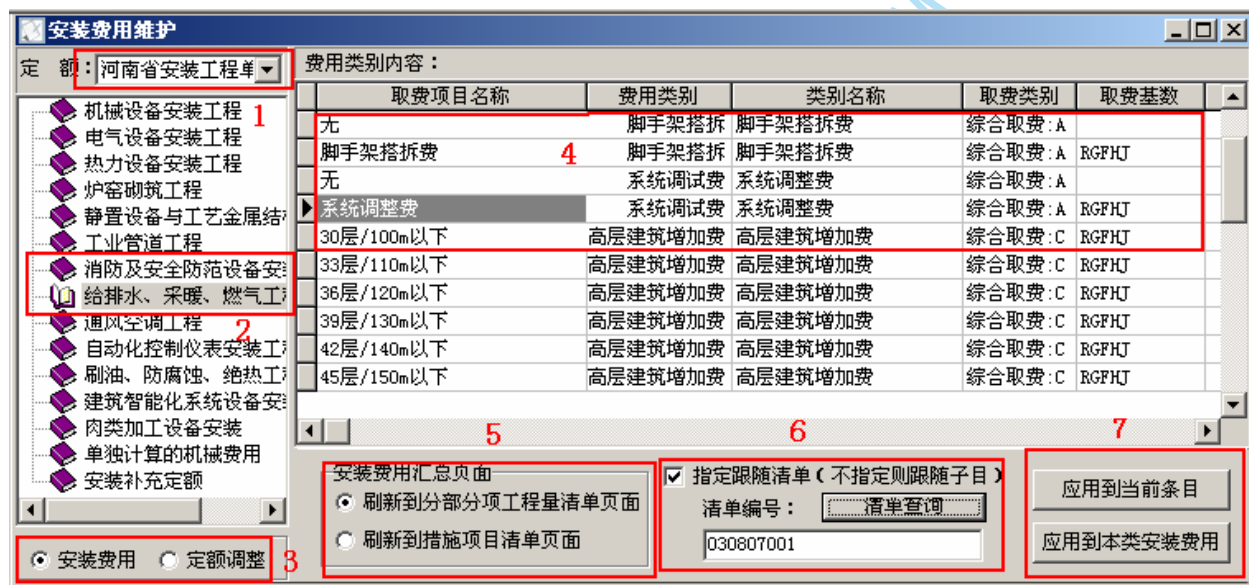 安装费用维护
定 额：河南省安装工程单
1
机械设备安装工程
电气设备安装工程
热力设备安装工程
炉窑砌筑工程
静置设备与工艺金属结
工业管道工程
消防及安全防范设备安
给排水、采暖、燃气工
2
通风空调工程
自动化控制仪表安装工
刷油、防腐蚀、绝热工
建筑智能化系统设备安
肉类加工设备安装
单独计算的机械费用
安装补充定额
安装费用 定额调整
3
费用类别内容：
取费项目名称 费用类别 类别名称 取费类别 取费基数
无 脚手架搭拆 脚手架搭拆费 综合取费:A
脚手架搭拆费 4 脚手架搭拆 脚手架搭拆费 综合取费:A RGFHJ
无 系统调试费 系统调整费 综合取费:A
系统调整费 系统调试费 系统调整费 综合取费:A RGFHJ
30层/100m以下 高层建筑增加费 高层建筑增加费 综合取费:C RGFHJ
33层/110m以下 高层建筑增加费 高层建筑增加费 综合取费:C RGFHJ
36层/120m以下 高层建筑增加费 高层建筑增加费 综合取费:C RGFHJ
39层/130m以下 高层建筑增加费 高层建筑增加费 综合取费:C RGFHJ
42层/140m以下 高层建筑增加费 高层建筑增加费 综合取费:C RGFHJ
45层/150m以下 高层建筑增加费 高层建筑增加费 综合取费:C RGFHJ
5 6 7
安装费用汇总页面
刷新到分部分项工程量清单页面
刷新到措施项目清单页面
指定跟随清单(不指定则跟随子目)
清单编号： 清单查询
030807001
应用到当前条目
应用到本类安装费用